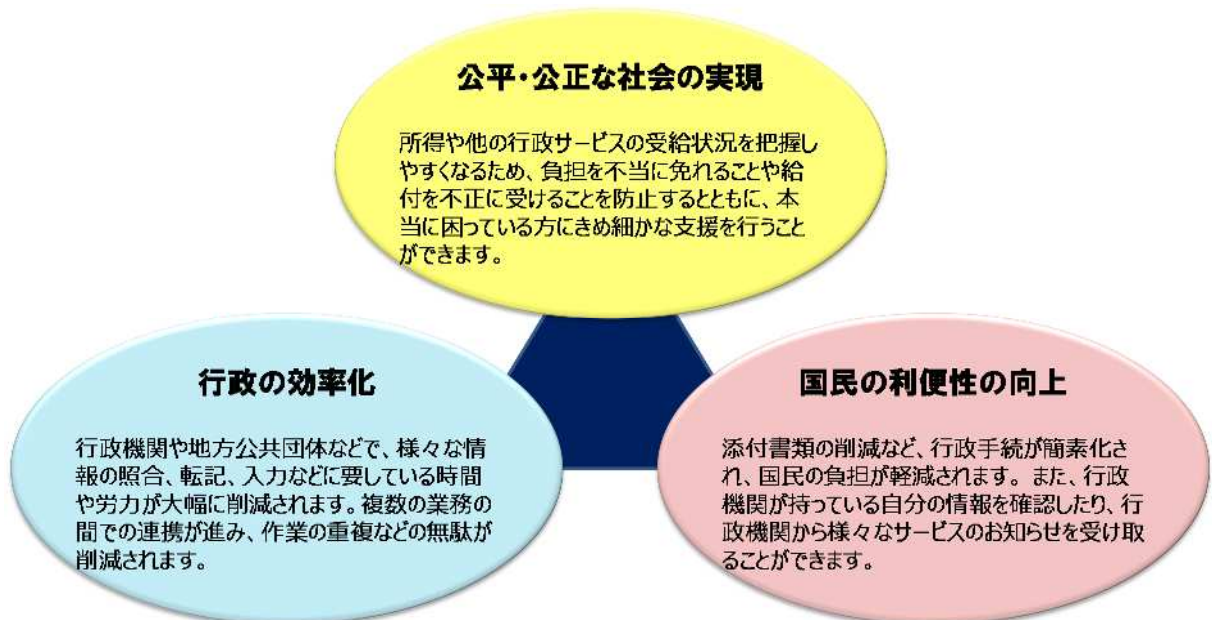 公平・公正な社会の実現
所得や他の行政サービスの受給状況を把握し
やすくなるため、負担を不当に免れることや給
付を不正に受けることを防止するとともに、本
当に困っている方にきめ細かな支援を行うこと
ができます。
行政の効率化
行政機関や地方公共団体などで、様々な情
報の照合、転記、入力などに要している時間
や労力が大幅に削減されます。複数の業務の
間での連携が進み、作業の重複などの無駄が
削減されます。
国民の利便性の向上
添付書類の削減など、行政手続が簡素化さ
れ、国民の負担が軽減されます。また、行政
機関が持っている自分の情報を確認したり、行
政機関から様々なサービスのお知らせを受け取
ることができます。